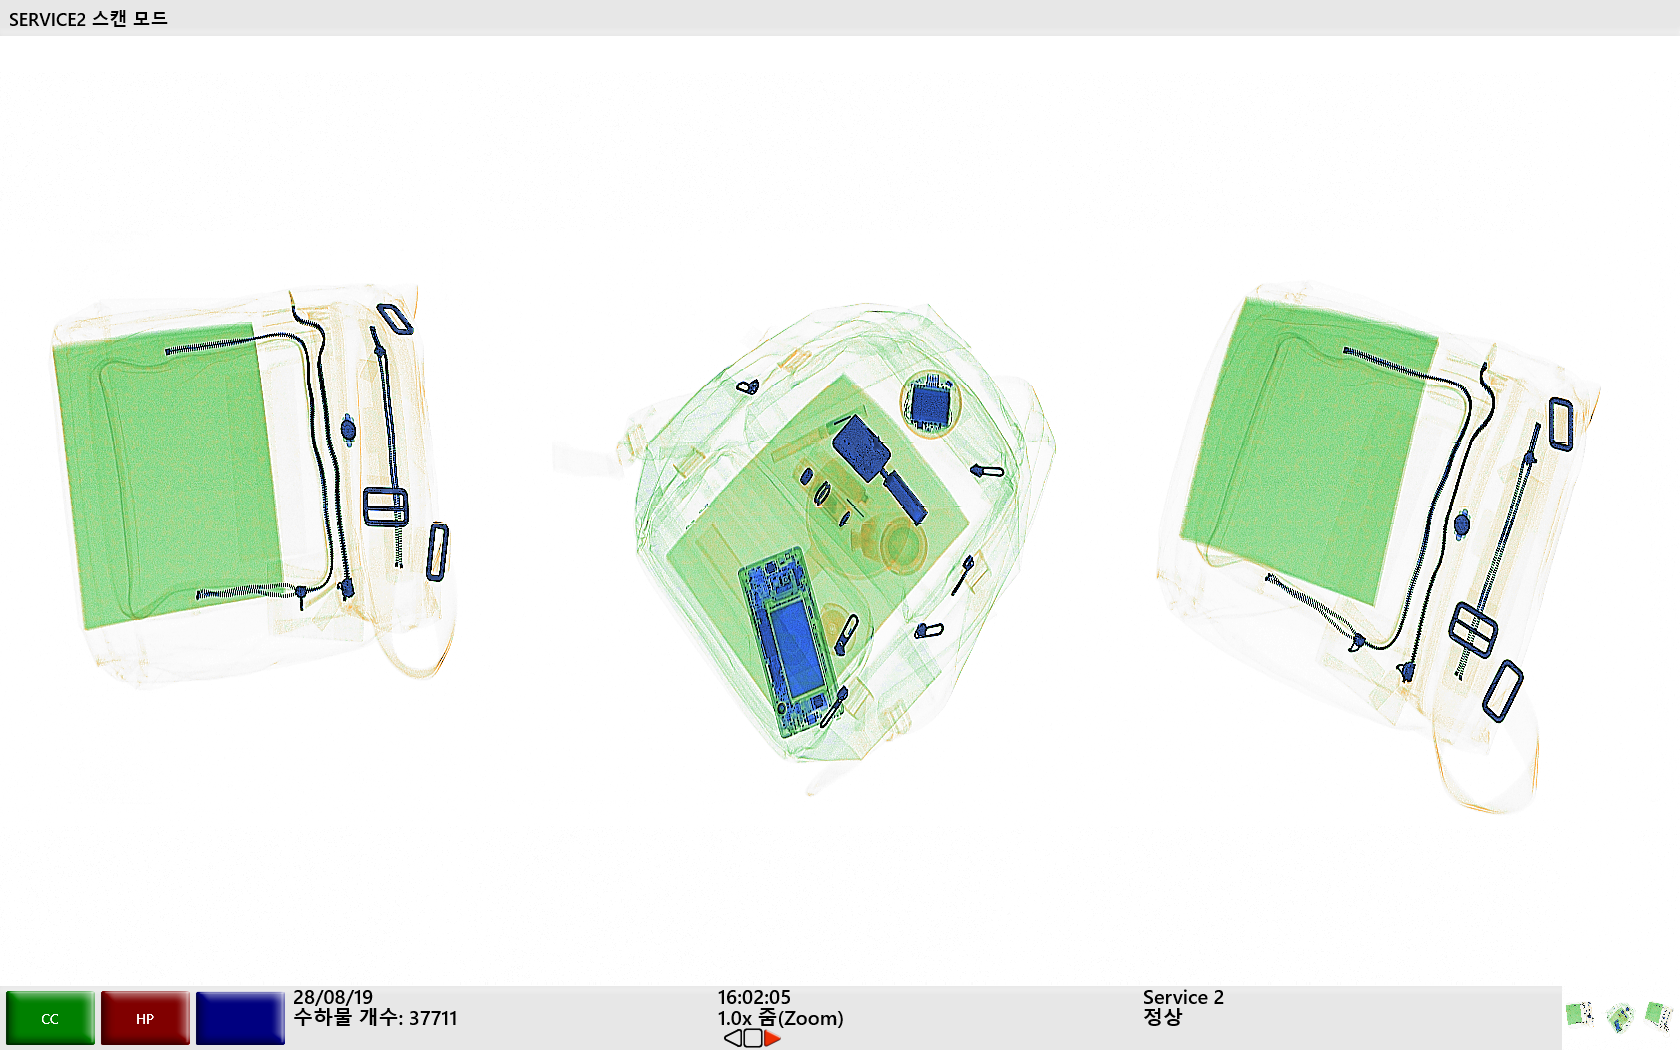 SERVICE2 스캔 모드
CC
HP
28/08/19
수하물 개수: 37711
16:02:05
1.0x 줌(Zoom)
Service 2
정상